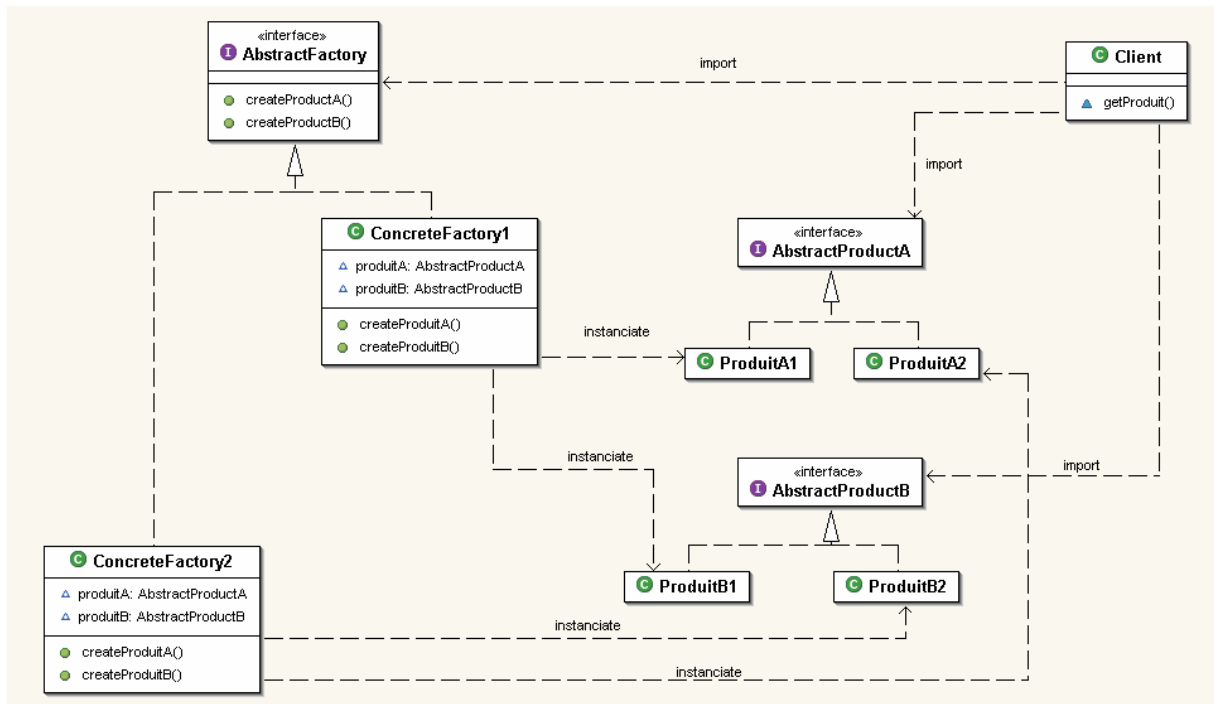 «interface»
I AbstractFactory
createProductA()
createProductB()
C Client
getProduit()
import
import
C ConcreteFactory1
produitA: AbstractProductA
produitB: AbstractProductB
createProduitA()
createProduitB()
«interface»
I AbstractProductA
instanciate
C ProduitA1
C ProduitA2
instanciate
«interface»
I AbstractProductB
import
C ConcreteFactory2
produitA: AbstractProductA
produitB: AbstractProductB
createProduitA()
createProduitB()
C ProduitB1
C ProduitB2
instanciate
instanciate